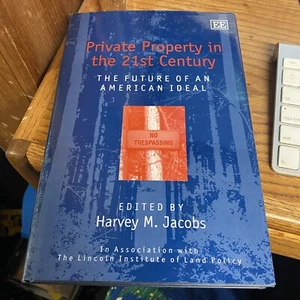 EE
Private Property in
the 21st Century
THE FUTURE OF AN
AMERICAN IDEAL
NO
TRESPASSING
EDITED BY
Harvey M. Jacobs
In Association with
The Lincoln Institute of Land Policy